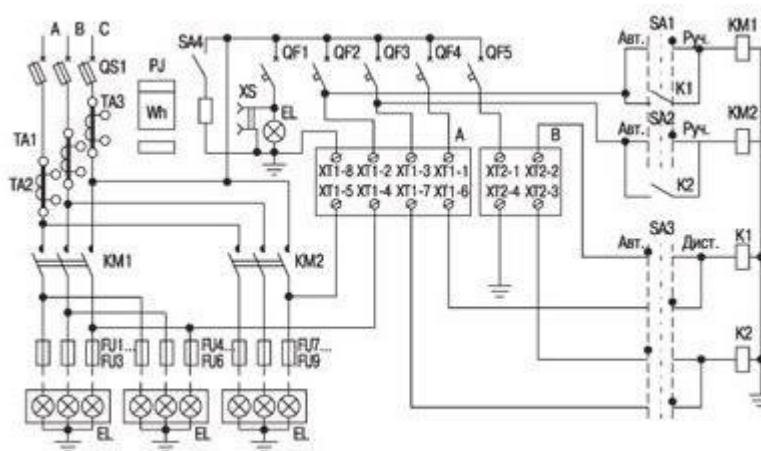 A B C
QS1
PJ
TA3
Wh
TA1
TA2
SA4
XS
EL
QF1 QF2 QF3 QF4 QF5
A
B
XT1-8 XT1-2 XT1-3 XT1-1
XT1-5 XT1-4 XT1-7 XT1-6
XT2-1 XT2-2
XT2-4 XT2-3
SA1
Авт. Руч.
KM1
K1
SA2
Авт. Руч.
KM2
K2
SA3
Авт. Дист.
K1
K2
KM1
KM2
FU1...
FU3
FU4...
FU6
FU7...
FU9
EL
EL
EL